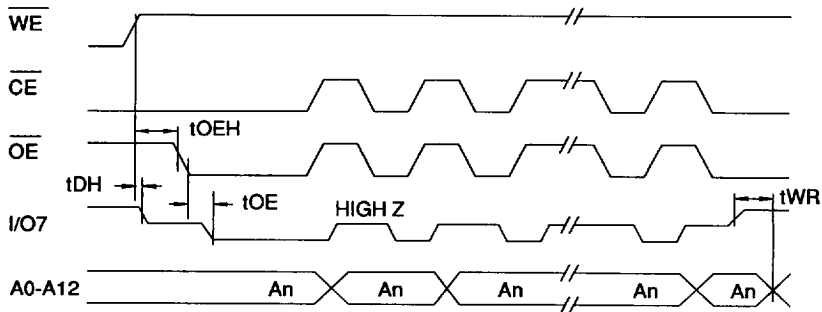 WE
CE
tOEH
OE
tDH
tOE
tWR
HIGH Z
I/O7
A0-A12 An An An An An